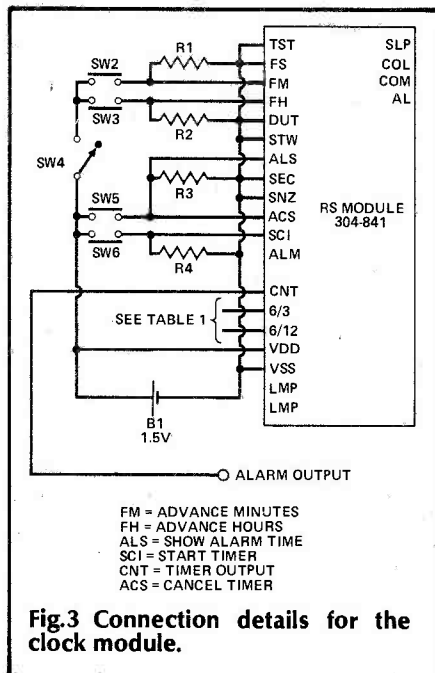 R1
SW2
SW3
R2
SW4
R3
SW5
SW6
R4
TST
FS
FM
FH
DUT
STW
ALS
SEC
SNZ
ACS
SCI
ALM
CNT
6/3
6/12
VDD
VSS
LMP
LMP
SLP
COL
COM
AL
RS MODULE
304-841
SEE TABLE 1
B1
1.5V
ALARM OUTPUT
FM = ADVANCE MINUTES
FH = ADVANCE HOURS
ALS = SHOW ALARM TIME
SCI = START TIMER
CNT = TIMER OUTPUT
ACS = CANCEL TIMER
Fig.3 Connection details for the
clock module.